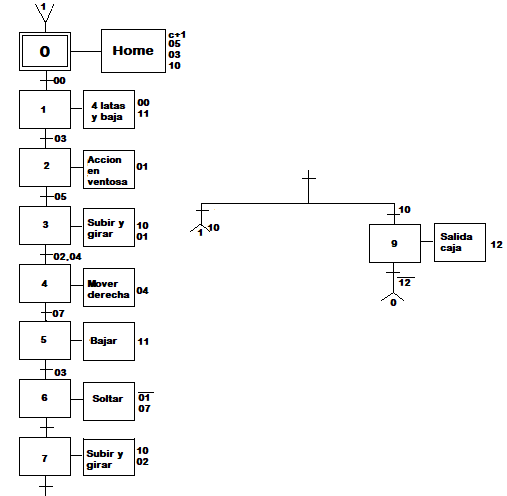 1
0
Home
c+1
05
03
10
00
1
4 latas
y baja
00
11
03
2
Accion
en
ventosa
01
05
3
Subir y
girar
10
01
02,04
4
Mover
derecha
04
07
5
Bajar
11
03
6
Soltar
01
07
7
Subir y
girar
10
02
1
10
10
9
Salida
caja
12
12
0